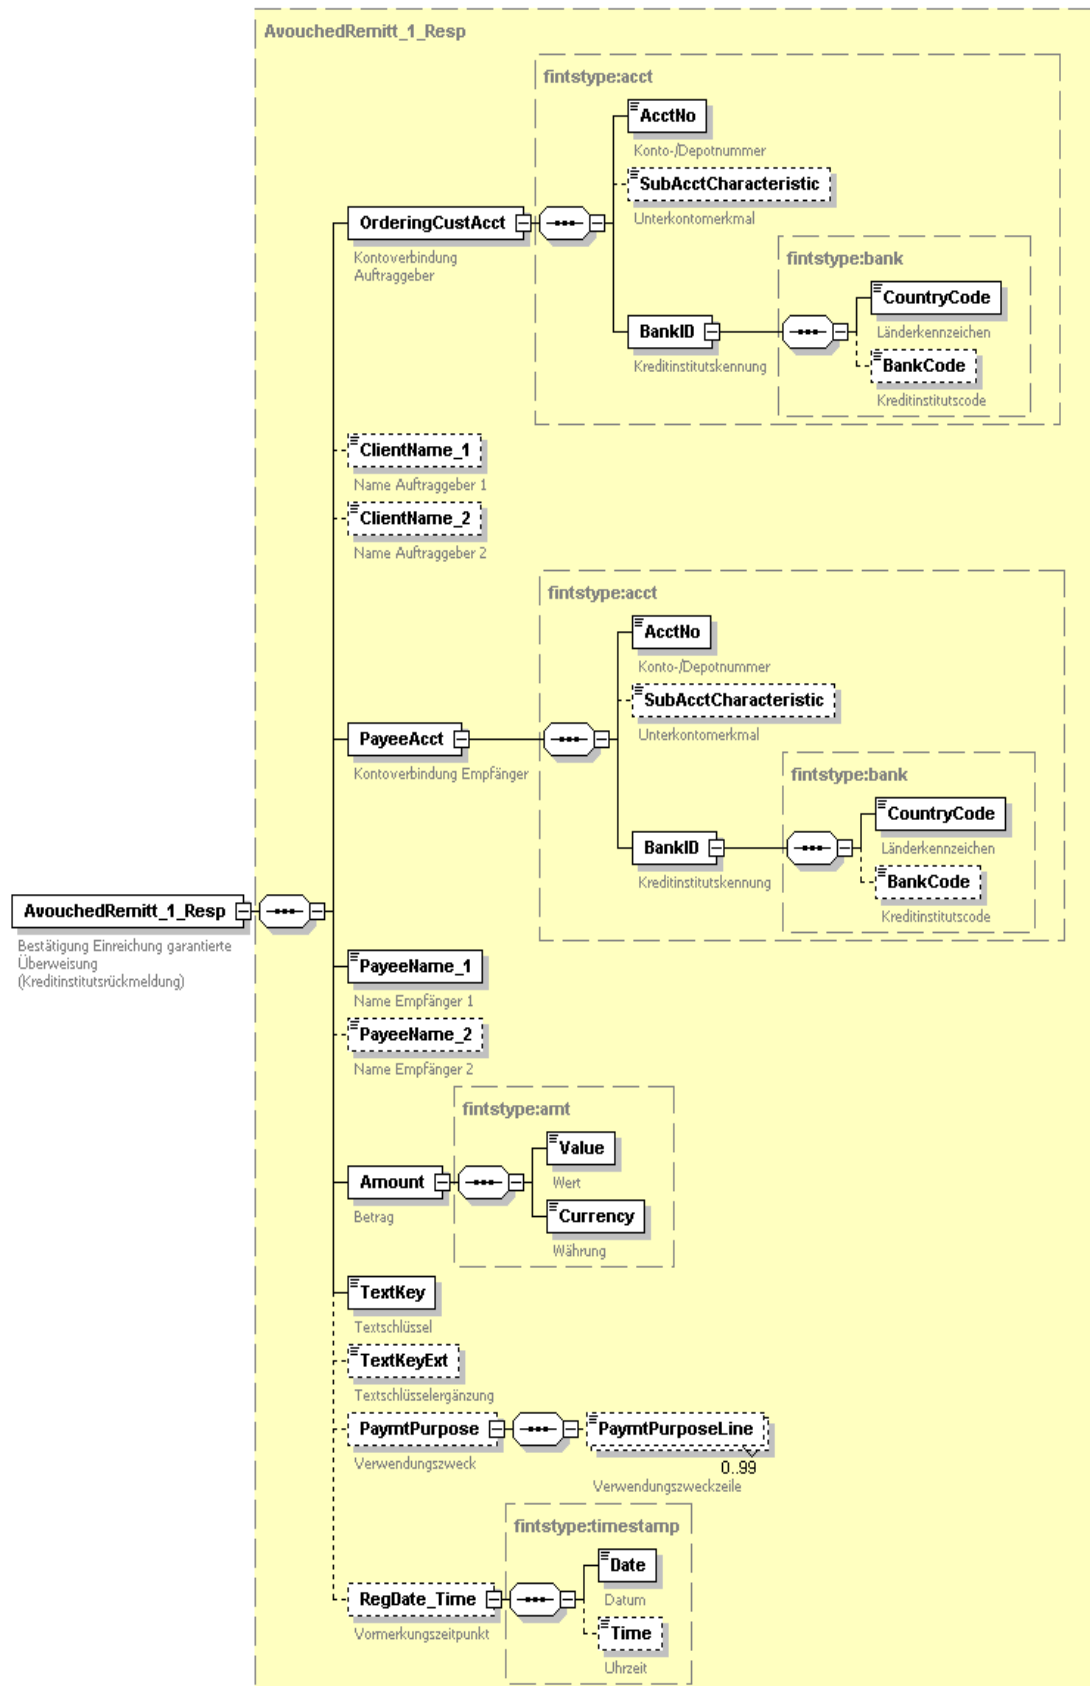 AvouchedRemitt_1_Resp
fintstype:acct
AcctNo
Konto-/Depotnummer
SubAcctCharacteristic
Unterkontomerkmal
OrderingCustAcct
Kontoverbindung
Auftraggeber
fintstype:bank
CountryCode
Länderkennzeichen
BankID
Kreditinstitutskennung
BankCode
Kreditinstitutscode
ClientName_1
Name Auftraggeber 1
ClientName_2
Name Auftraggeber 2
fintstype:acct
AcctNo
Konto-/Depotnummer
SubAcctCharacteristic
Unterkontomerkmal
PayeeAcct
Kontoverbindung Empfänger
fintstype:bank
CountryCode
Länderkennzeichen
BankID
Kreditinstitutskennung
BankCode
Kreditinstitutscode
AvouchedRemitt_1_Resp
Bestätigung Einreichung garantierte
Überweisung
(Kreditinstitutsrückmeldung)
PayeeName_1
Name Empfänger 1
PayeeName_2
Name Empfänger 2
fintstype:amt
Value
Wert
Amount
Betrag
Currency
Währung
TextKey
Textschlüssel
TextKeyExt
Textschlüsselergänzung
PaymtPurpose
Verwendungszweck
PaymtPurposeLine
0..99
Verwendungszweckzeile
fintstype:timestamp
Date
Datum
RegDate_Time
Vormerkungszeitpunkt
Time
Uhrzeit